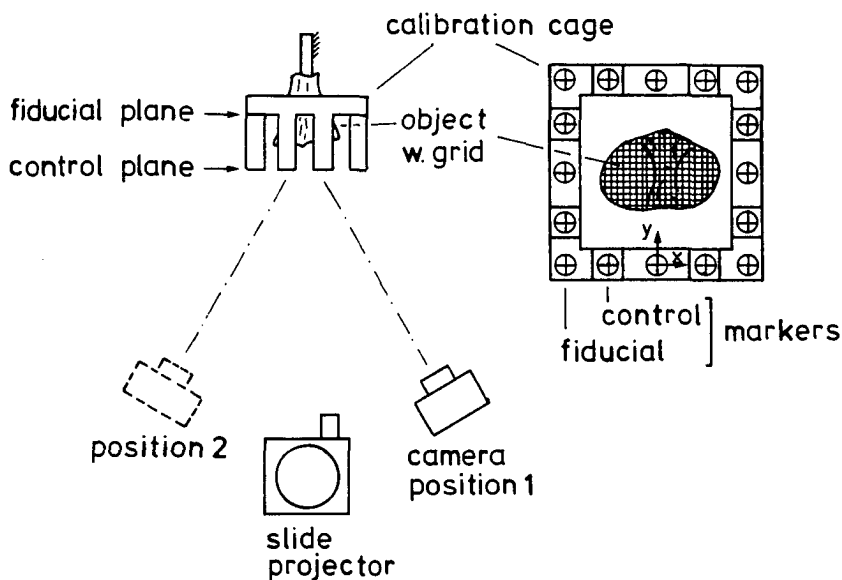 calibration cage
fiducial plane
object
w. grid
control plane
y
x
control
fiducial
markers
position 2
camera
position 1
slide
projector